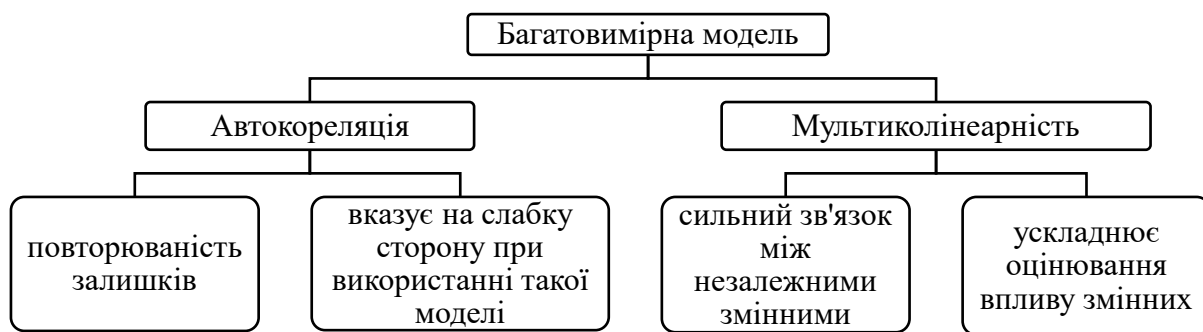 Багатовимірна модель
Автокореляція
Мультиколінеарність
повторюваність
залишків
вказує на слабку
сторону при
використанні такої
моделі
сильний зв'язок
між
незалежними
змінними
ускладнює
оцінювання
впливу змінних